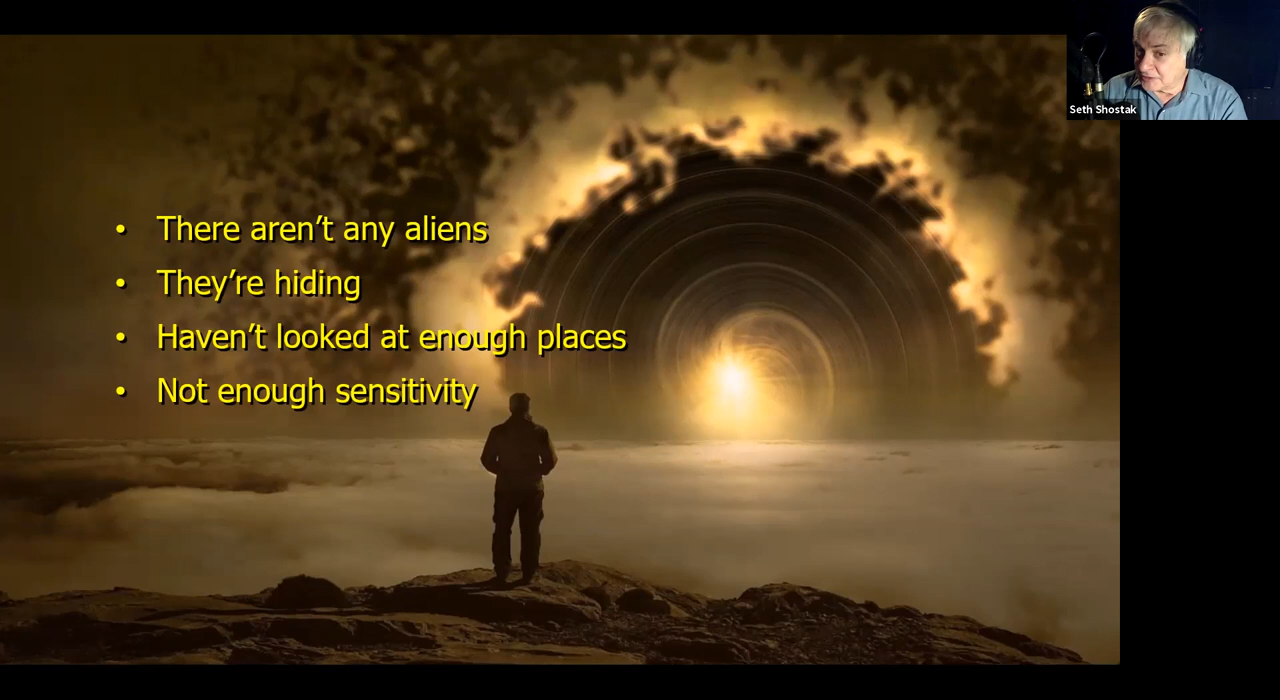 Seth Shostak
• There aren’t any aliens
• They’re hiding
• Haven’t looked at enough places
• Not enough sensitivity